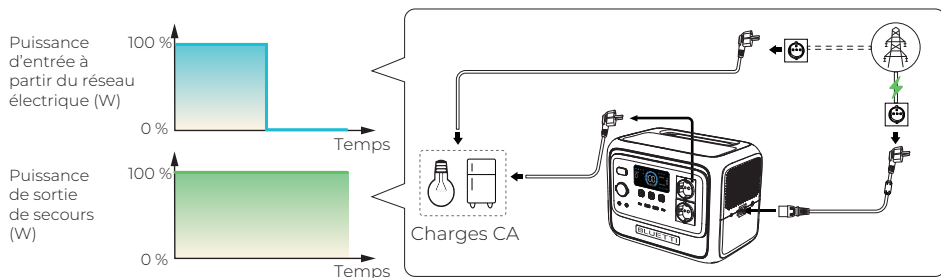 Puissance
d'entrée à
partir du réseau
électrique (W)
100 %
0 %
Temps
Puissance
de sortie
de secours
(W)
100 %
0 %
Temps
Charges CA
BLUETTI